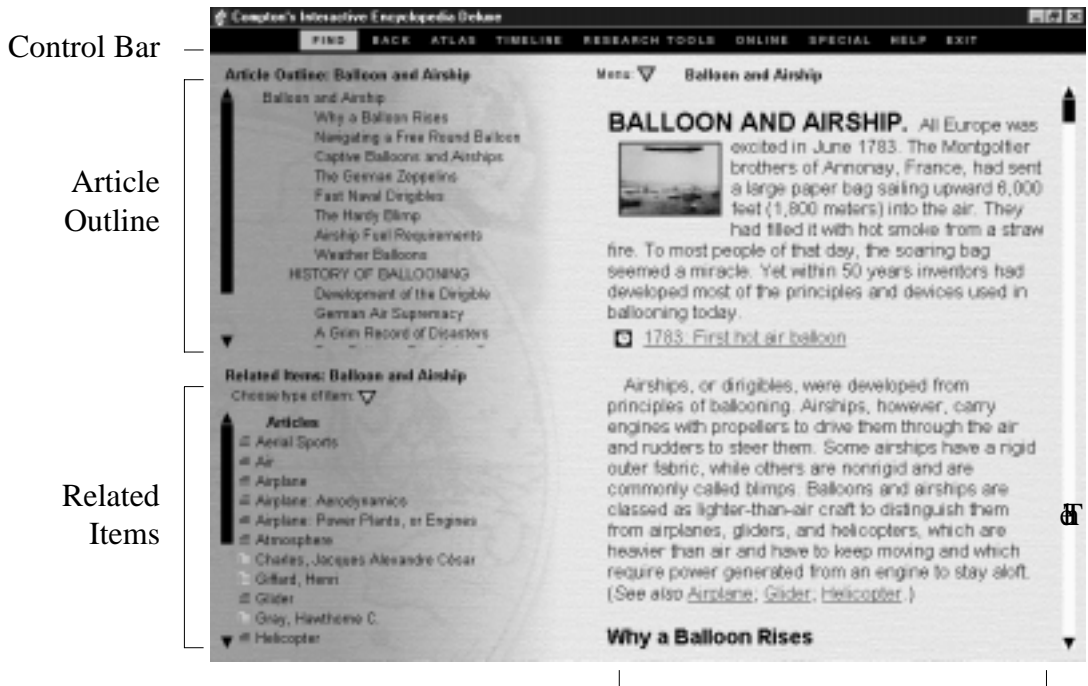 Compton's Interactive Encyclopedia Deluxe
Control Bar
FIND BACK ATLAS TIMELINE RESEARCH TOOLS ONLINE SPECIAL HELP EXIT
Article Outline
Article Outline: Balloon and Airship
Balloon and Airship
Why a Balloon Rises
Navigating a Free Round Balloon
Captive Balloons and Airships
The German Zeppelins
Fast Naval Dirigibles
The Hardy Blimp
Airship Fuel Requirements
Weather Balloons
HISTORY OF BALLOONING
Development of the Dirigible
German Air Supremacy
A Grim Record of Disasters
Related Items
Related Items: Balloon and Airship
Choose type of item:
Articles
Aerial Sports
Air
Airplane
Airplane: Aerodynamics
Airplane: Power Plants, or Engines
Atmosphere
Charles, Jacques Alexandre César
Giffard, Henri
Glider
Gray, Hawthorne C.
Helicopter
Menu: Balloon and Airship
BALLOON AND AIRSHIP. All Europe was
excited in June 1783. The Montgolfier
brothers of Annonay, France, had sent
a large paper bag sailing upward 6,000
feet (1,800 meters) into the air. They
had filled it with hot smoke from a straw
fire. To most people of that day, the soaring bag
seemed a miracle. Yet within 50 years inventors had
developed most of the principles and devices used in
ballooning today.
1783: First hot air balloon
Airships, or dirigibles, were developed from
principles of ballooning. Airships, however, carry
engines with propellers to drive them through the air
and rudders to steer them. Some airships have a rigid
outer fabric, while others are nonrigid and are
commonly called blimps. Balloons and airships are
classed as lighter-than-air craft to distinguish them
from airplanes, gliders, and helicopters, which are
heavier than air and have to keep moving and which
require power generated from an engine to stay aloft.
(See also Airplane; Glider; Helicopter.)
Why a Balloon Rises